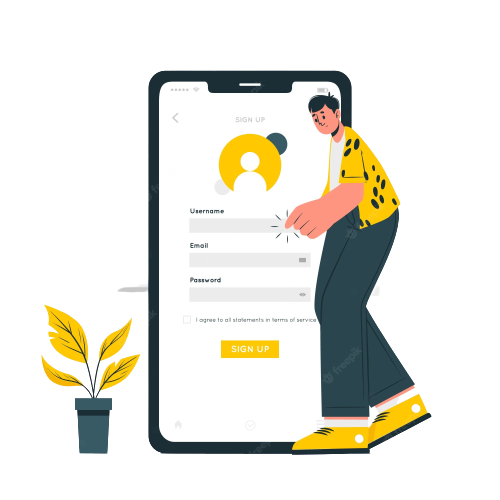 SIGN UP
Username
Email
Password
I agree to all statements in terms of service
SIGN UP
freepik